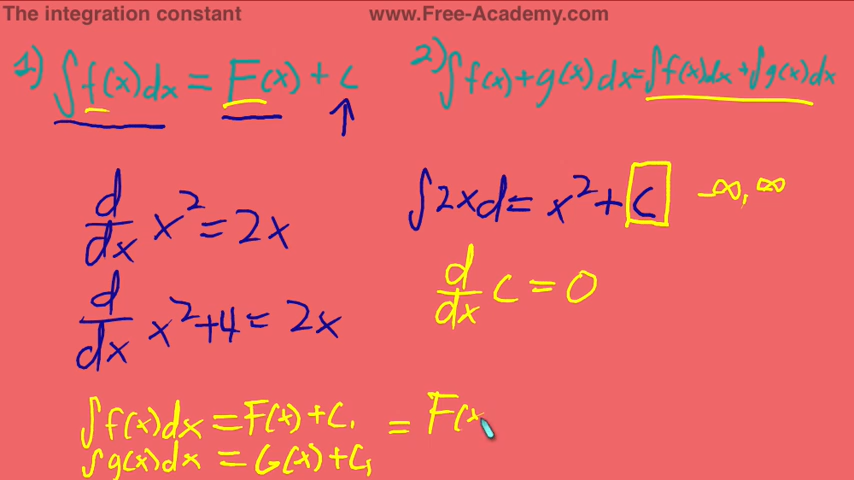 The integration constant www.Free-Academy.com
1) ∫f(x)dx = F(x) + c
2) ∫f(x)+g(x)dx=∫f(x)dx+∫g(x)dx
d/dx x² = 2x
∫2xd= x²+ c -∞, ∞
d/dx c = 0
d/dx x²+4= 2x
∫f(x)dx = F(x) + C₁ = F(x
∫g(x)dx = G(x)+C₁